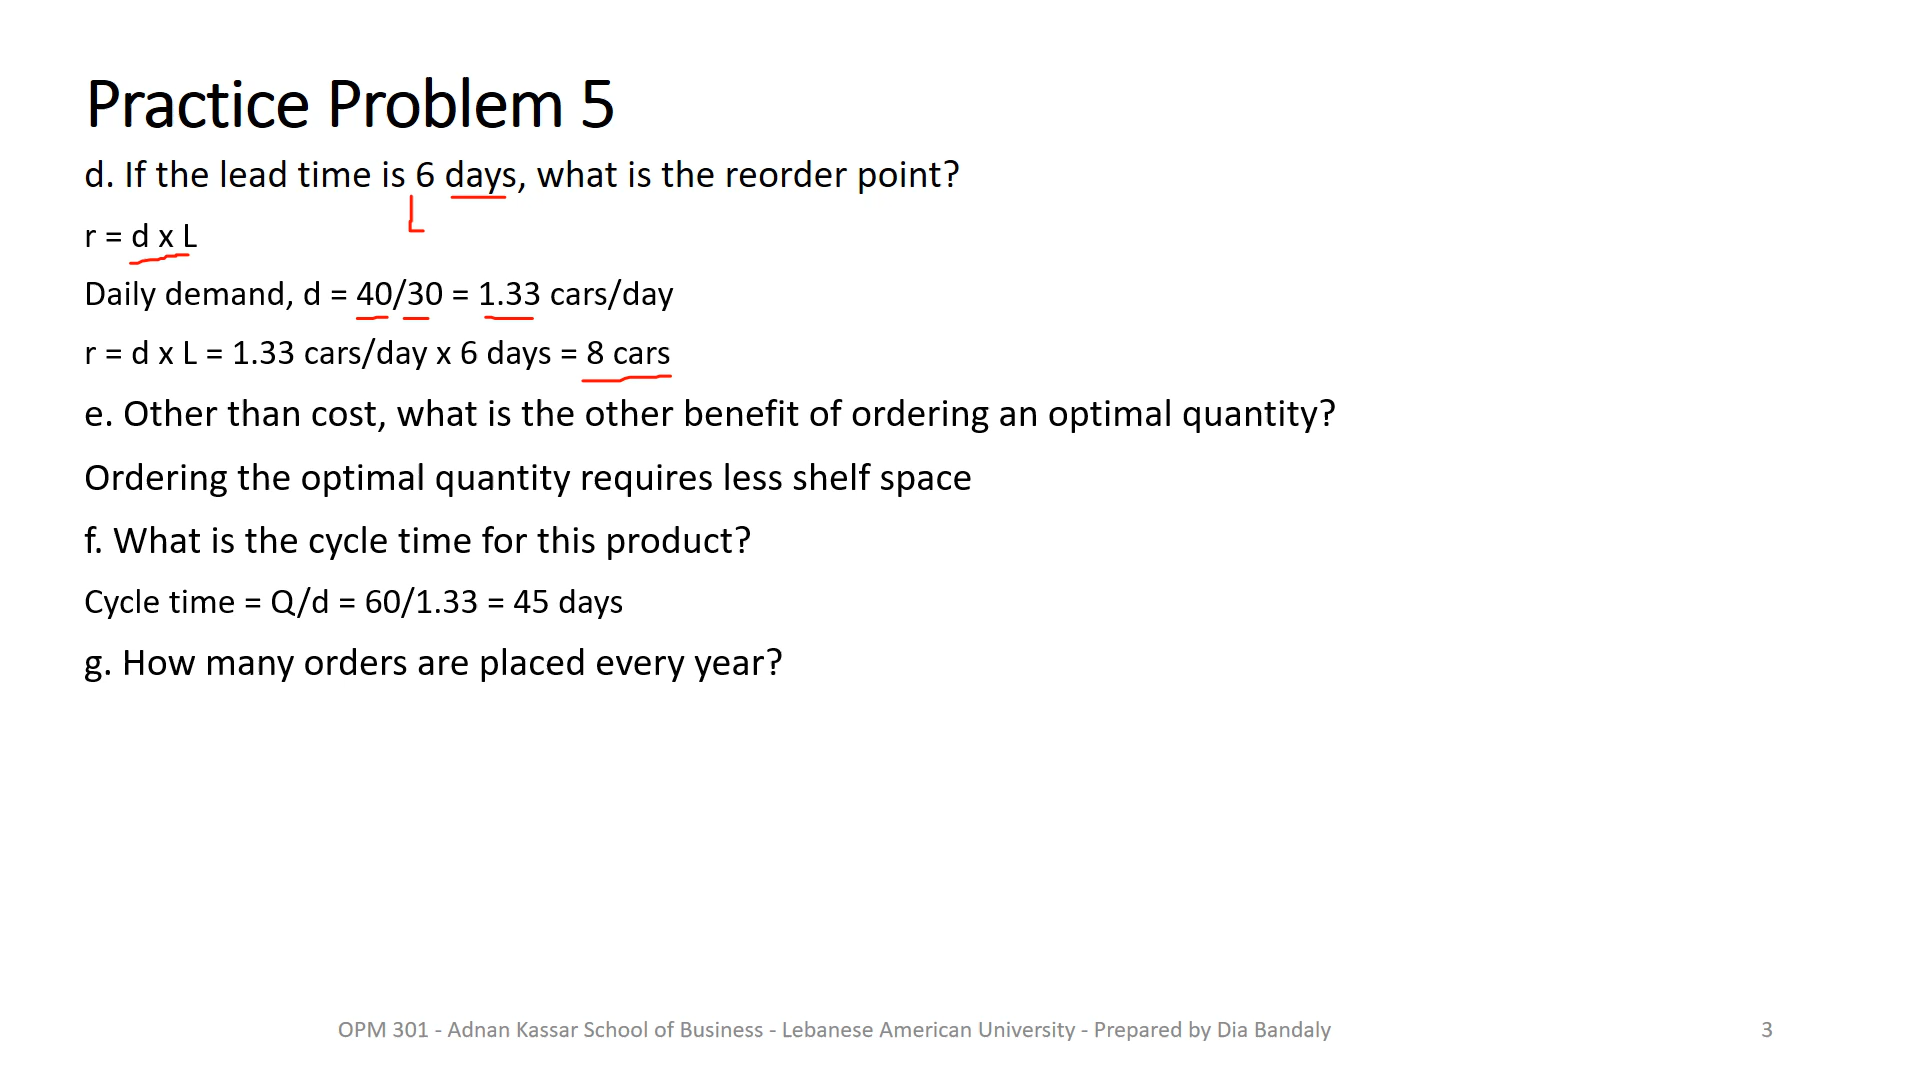 Practice Problem 5
d. If the lead time is 6 days, what is the reorder point?
L
r = d x L
Daily demand, d = 40/30 = 1.33 cars/day
r = d x L = 1.33 cars/day x 6 days = 8 cars
e. Other than cost, what is the other benefit of ordering an optimal quantity?
Ordering the optimal quantity requires less shelf space
f. What is the cycle time for this product?
Cycle time = Q/d = 60/1.33 = 45 days
g. How many orders are placed every year?
OPM 301 - Adnan Kassar School of Business - Lebanese American University - Prepared by Dia Bandaly
3